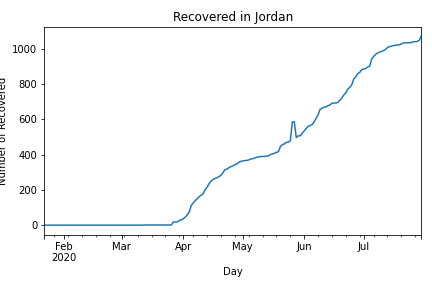 Recovered in Jordan
Number of Recovered
1000
800
600
400
200
0
Feb
2020
Mar
Apr
May
Jun
Jul
Day